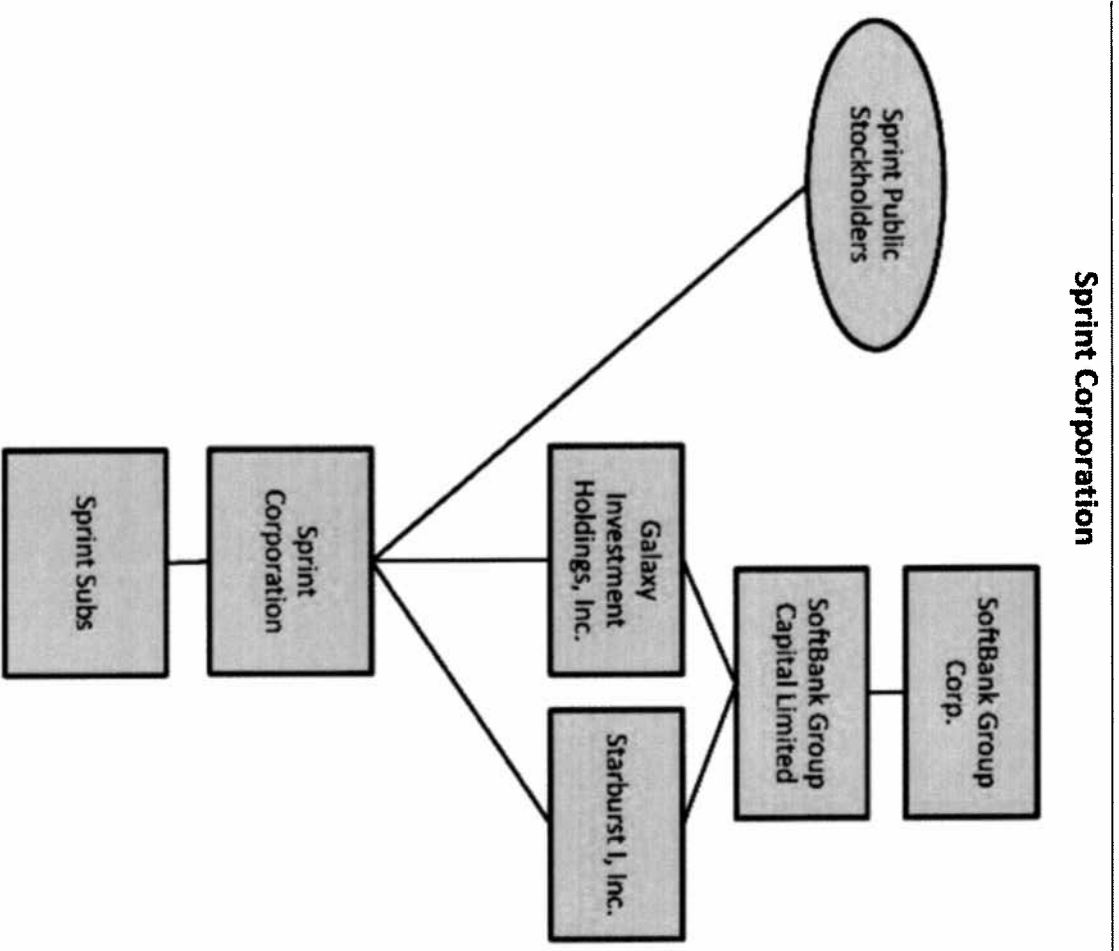 Sprint Corporation
Sprint Public
Stockholders
SoftBank Group
Corp.
SoftBank Group
Capital Limited
Galaxy
Investment
Holdings, Inc.
Starburst I, Inc.
Sprint
Corporation
Sprint Subs